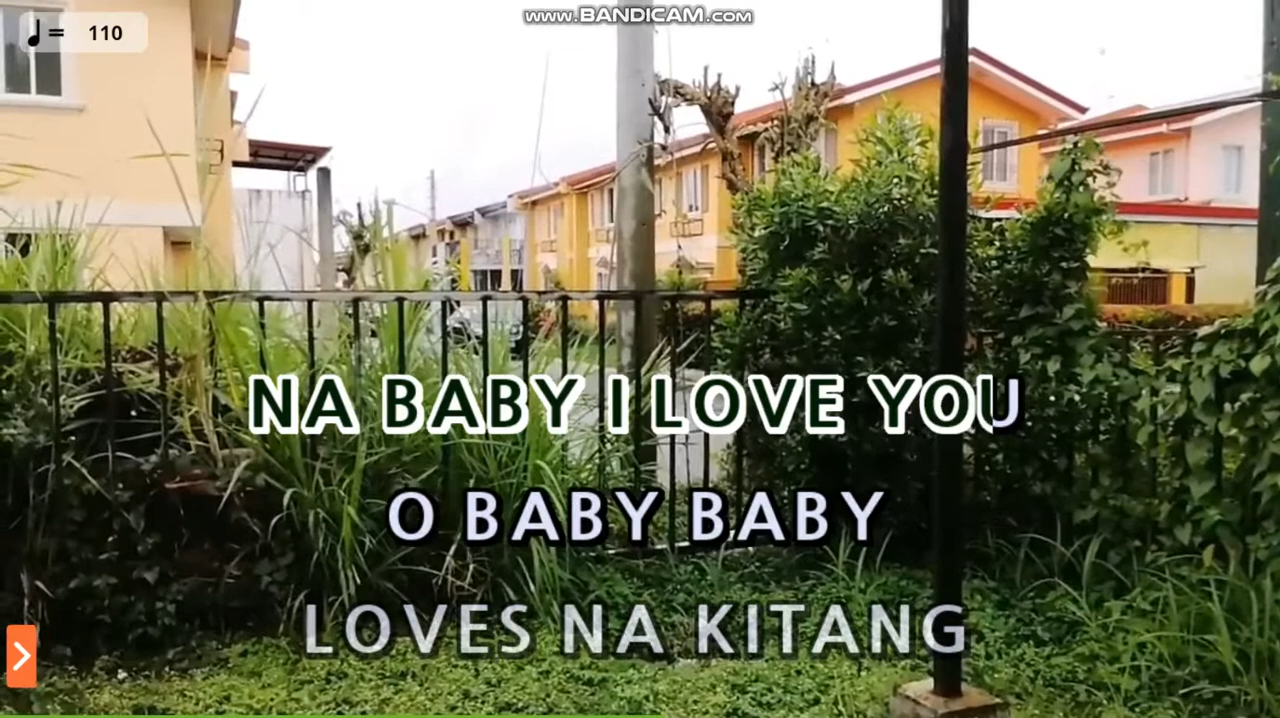 www.BANDICAM.com
♩= 110
NA BABY I LOVE YOU
O BABY BABY
LOVES NA KITANG